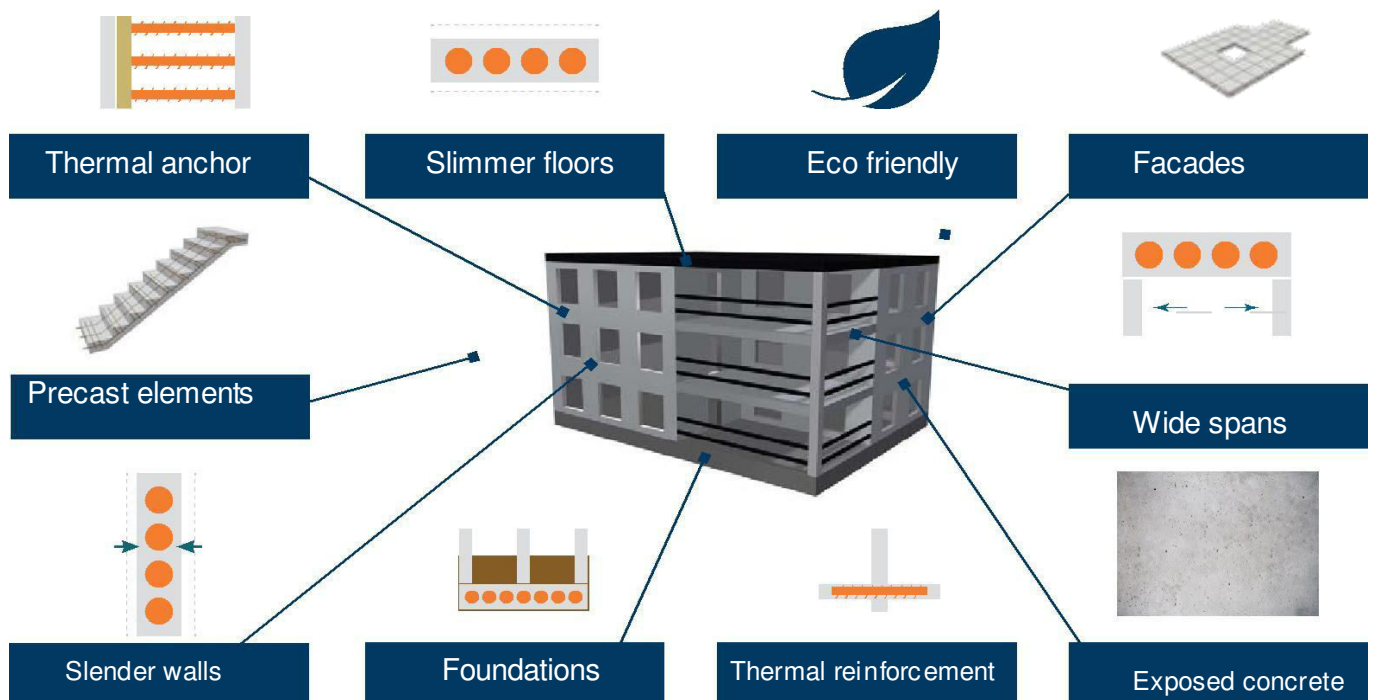 Thermal anchor
Slimmer floors
Eco friendly
Facades
Precast elements
Wide spans
Slender walls
Foundations
Thermal reinforcement
Exposed concrete